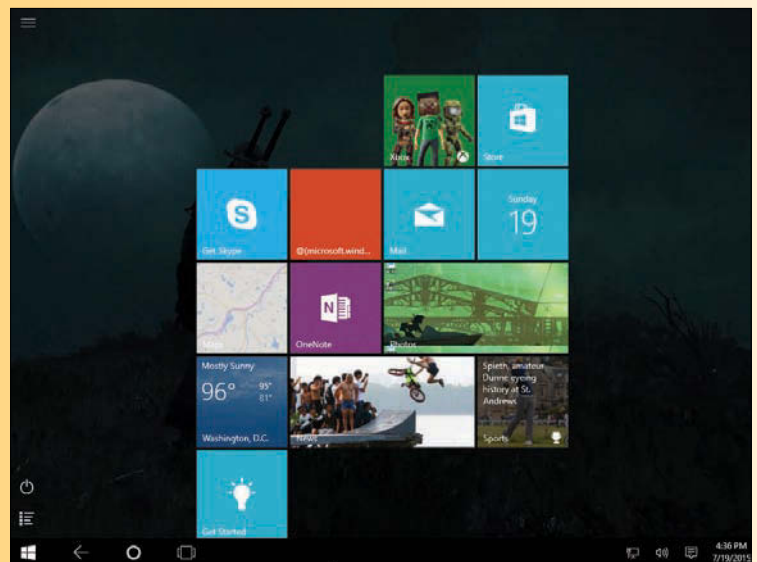 Xbox
Store
Get Skype
@{microsoft.wind...
Mail
Sunday
19
Maps
N
OneNote
Photos
Mostly Sunny
96°
95°
81°
Washington, D.C.
News
Spieth, amateur
Dunne eyeing
history at St.
Andrews
Sports
Get Started
4:36 PM
7/19/2015